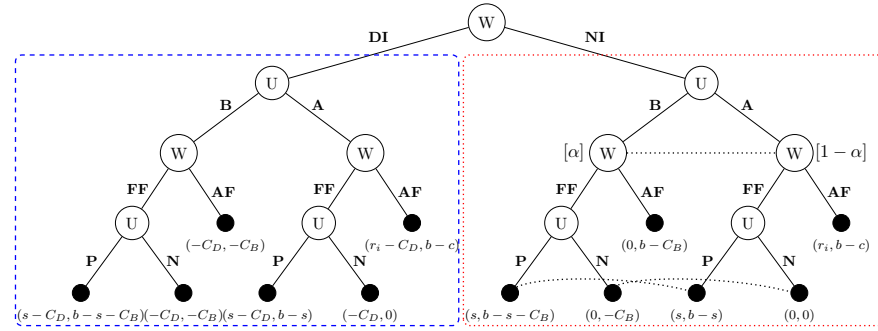 W
DI NI
U U
B A B A
W W [α] W W [1 − α]
FF AF FF AF FF AF FF AF
U (−C_D, −C_B) U (r_i − C_D, b − c) U (0, b − C_B) U (r_i, b − c)
P N P N P N P N
(s − C_D, b − s − C_B) (−C_D, −C_B) (s − C_D, b − s) (−C_D, 0) (s, b − s − C_B) (0, −C_B) (s, b − s) (0, 0)